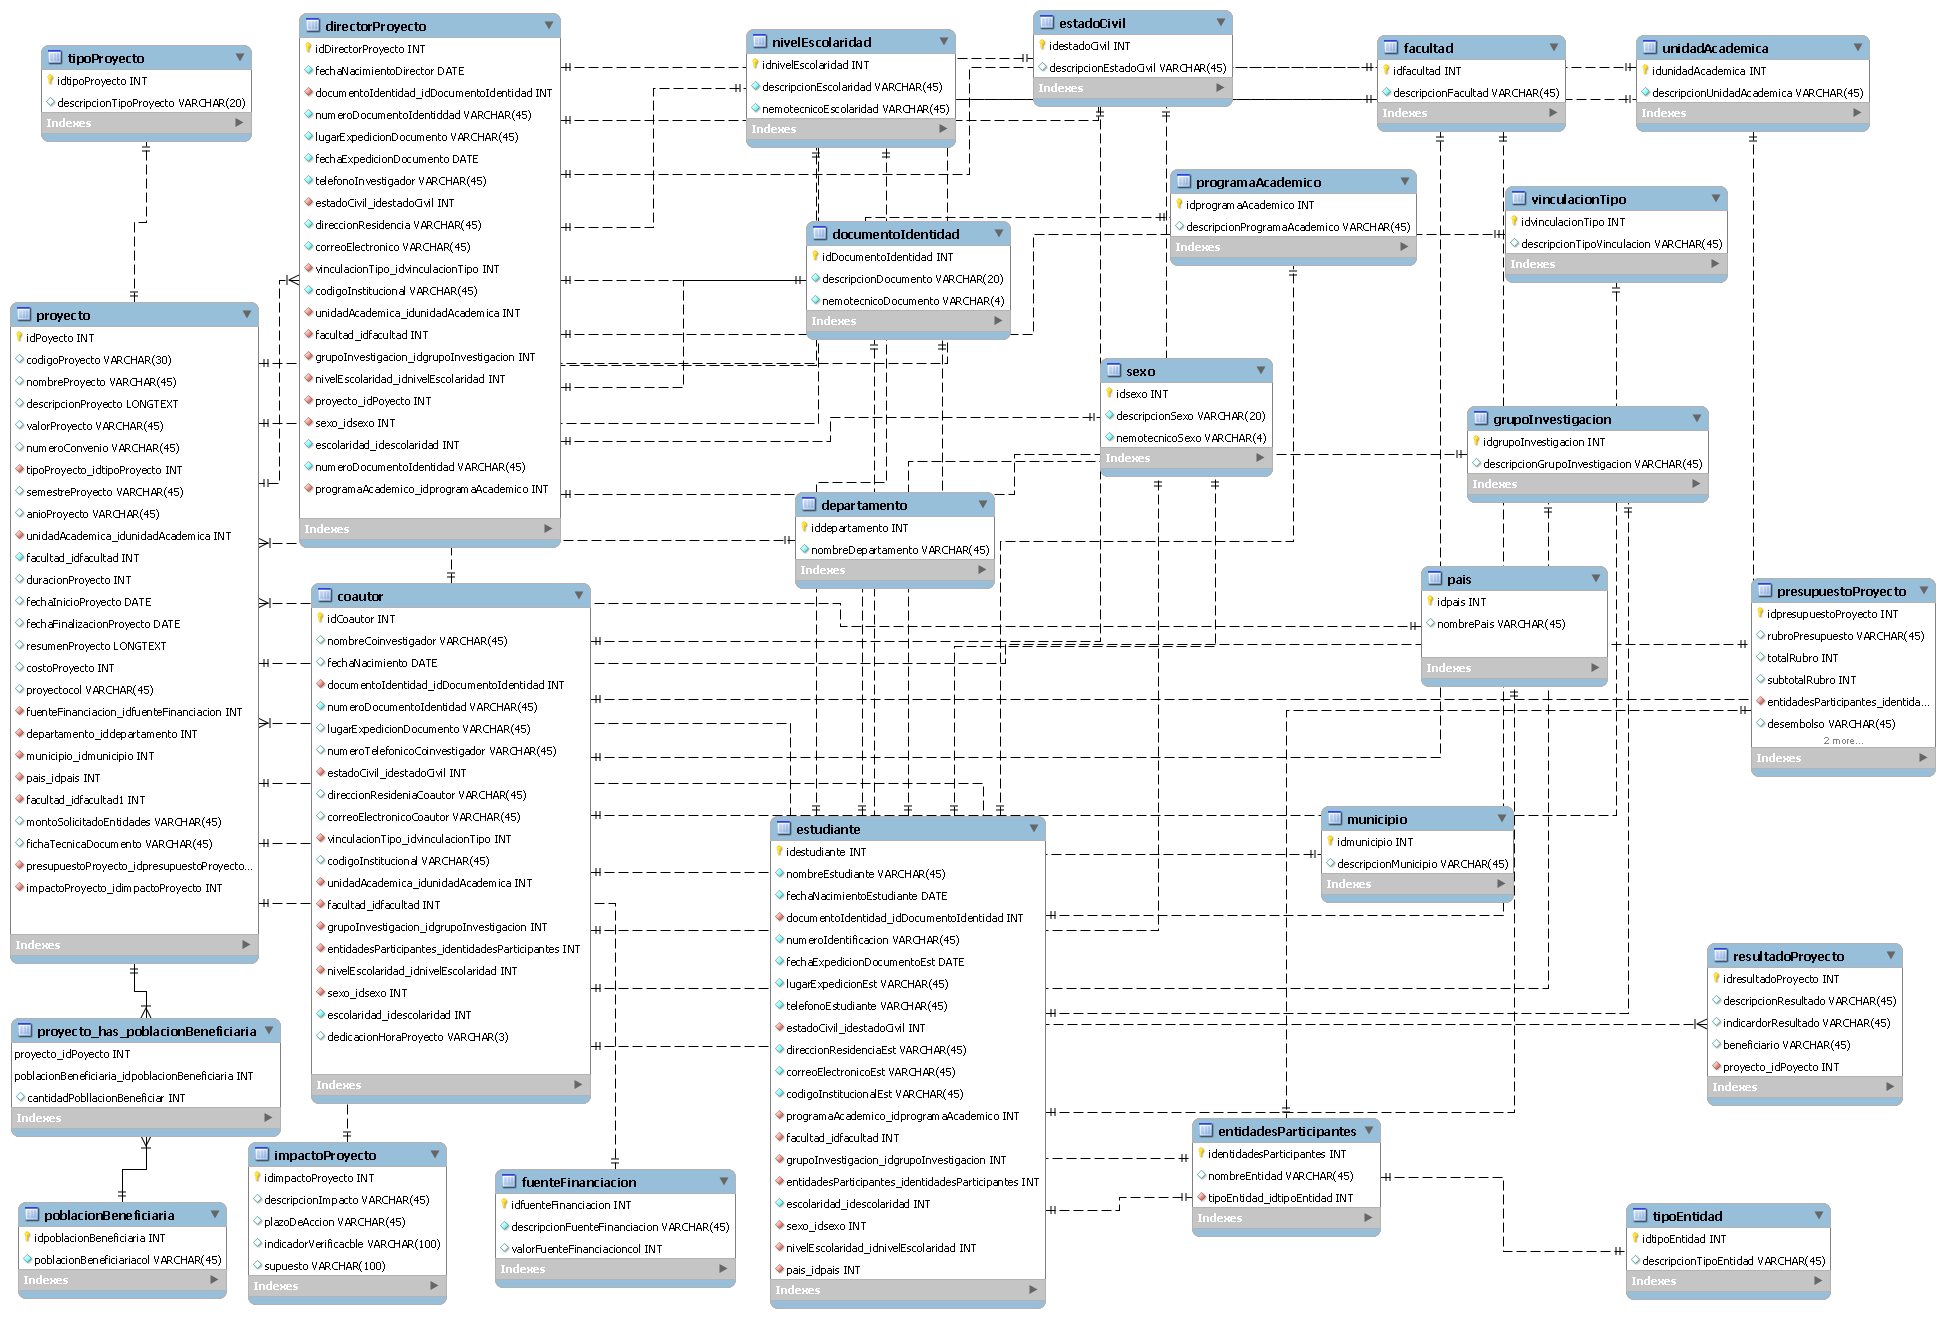 tipoProyecto
idtipoProyecto INT
descripcionTipoProyecto VARCHAR(20)
Indexes
directorProyecto
idDirectorProyecto INT
fechaNacimientoDirector DATE
documentoIdentidad_idDocumentoIdentidad INT
numeroDocumentoIdentiddad VARCHAR(45)
lugarExpedicionDocumento VARCHAR(45)
fechaExpedicionDocumento DATE
telefonoInvestigador VARCHAR(45)
estadoCivil_idestadoCivil INT
direccionResidencia VARCHAR(45)
correoElectronico VARCHAR(45)
vinculacionTipo_idvinculacionTipo INT
codigoInstitucional VARCHAR(45)
unidadAcademica_idunidadAcademica INT
facultad_idfacultad INT
grupoInvestigacion_idgrupoInvestigacion INT
nivelEscolaridad_idnivelEscolaridad INT
proyecto_idPoyecto INT
sexo_idsexo INT
escolaridad_idescolaridad INT
numeroDocumentoIdentidad VARCHAR(45)
programaAcademico_idprogramaAcademico INT
Indexes
nivelEscolaridad
idnivelEscolaridad INT
descripcionEscolaridad VARCHAR(45)
nemotecnicoEscolaridad VARCHAR(45)
Indexes
estadoCivil
idestadoCivil INT
descripcionEstadoCivil VARCHAR(45)
Indexes
facultad
idfacultad INT
descripcionFacultad VARCHAR(45)
Indexes
unidadAcademica
idunidadAcademica INT
descripcionUnidadAcademica VARCHAR(45)
Indexes
programaAcademico
idprogramaAcademico INT
descripcionProgramaAcademico VARCHAR(45)
Indexes
vinculacionTipo
idvinculacionTipo INT
descripcionTipoVinculacion VARCHAR(45)
Indexes
documentoIdentidad
idDocumentoIdentidad INT
descripcionDocumento VARCHAR(20)
nemotecnicoDocumento VARCHAR(4)
Indexes
proyecto
idPoyecto INT
codigoProyecto VARCHAR(30)
nombreProyecto VARCHAR(45)
descripcionProyecto LONGTEXT
valorProyecto VARCHAR(45)
numeroConvenio VARCHAR(45)
tipoProyecto_idtipoProyecto INT
semestreProyecto VARCHAR(45)
anioProyecto VARCHAR(45)
unidadAcademica_idunidadAcademica INT
facultad_idfacultad INT
duracionProyecto INT
fechaInicioProyecto DATE
fechaFinalizacionProyecto DATE
resumenProyecto LONGTEXT
costoProyecto INT
proyectocol VARCHAR(45)
fuenteFinanciacion_idfuenteFinanciacion INT
departamento_iddepartamento INT
municipio_idmunicipio INT
pais_idpais INT
facultad_idfacultad1 INT
montoSolicitadoEntidades VARCHAR(45)
fichaTecnicaDocumento VARCHAR(45)
presupuestoProyecto_idpresupuestoProyecto...
impactoProyecto_idimpactoProyecto INT
Indexes
sexo
idsexo INT
descripcionSexo VARCHAR(20)
nemotecnicoSexo VARCHAR(4)
Indexes
grupoInvestigacion
idgrupoInvestigacion INT
descripcionGrupoInvestigacion VARCHAR(45)
Indexes
departamento
iddepartamento INT
nombreDepartamento VARCHAR(45)
Indexes
pais
idpais INT
nombrePais VARCHAR(45)
Indexes
presupuestoProyecto
idpresupuestoProyecto INT
rubroPresupuesto VARCHAR(45)
totalRubro INT
subtotalRubro INT
entidadesParticipantes_identida...
desembolso VARCHAR(45)
2 more...
Indexes
coautor
idCoautor INT
nombreCoinvestigador VARCHAR(45)
fechaNacimiento DATE
documentoIdentidad_idDocumentoIdentidad INT
numeroDocumentoIdentidad VARCHAR(45)
lugarExpedicionDocumento VARCHAR(45)
numeroTelefonicoCoinvestigador VARCHAR(45)
estadoCivil_idestadoCivil INT
direccionResideniaCoautor VARCHAR(45)
correoElectronicoCoautor VARCHAR(45)
vinculacionTipo_idvinculacionTipo INT
codigoInstitucional VARCHAR(45)
unidadAcademica_idunidadAcademica INT
facultad_idfacultad INT
grupoInvestigacion_idgrupoInvestigacion INT
entidadesParticipantes_identidadesParticipantes INT
nivelEscolaridad_idnivelEscolaridad INT
sexo_idsexo INT
escolaridad_idescolaridad INT
dedicacionHoraProyecto VARCHAR(3)
Indexes
estudiante
idestudiante INT
nombreEstudiante VARCHAR(45)
fechaNacimientoEstudiante DATE
documentoIdentidad_idDocumentoIdentidad INT
numeroIdentificacion VARCHAR(45)
fechaExpedicionDocumentoEst DATE
lugarExpedicionEst VARCHAR(45)
telefonoEstudiante VARCHAR(45)
estadoCivil_idestadoCivil INT
direccionResidenciaEst VARCHAR(45)
correoElectronicoEst VARCHAR(45)
codigoInstitucionalEst VARCHAR(45)
programaAcademico_idprogramaAcademico INT
facultad_idfacultad INT
grupoInvestigacion_idgrupoInvestigacion INT
entidadesParticipantes_identidadesParticipantes INT
escolaridad_idescolaridad INT
sexo_idsexo INT
nivelEscolaridad_idnivelEscolaridad INT
pais_idpais INT
Indexes
municipio
idmunicipio INT
descripcionMunicipio VARCHAR(45)
Indexes
resultadoProyecto
idresultadoProyecto INT
descripcionResultado VARCHAR(45)
indicardorResultado VARCHAR(45)
beneficiario VARCHAR(45)
proyecto_idPoyecto INT
Indexes
proyecto_has_poblacionBeneficiaria
proyecto_idPoyecto INT
poblacionBeneficiaria_idpoblacionBeneficiaria INT
cantidadPobllacionBeneficiar INT
Indexes
poblacionBeneficiaria
idpoblacionBeneficiaria INT
poblacionBeneficiariacol VARCHAR(45)
Indexes
impactoProyecto
idimpactoProyecto INT
descripcionImpacto VARCHAR(45)
plazoDeAccion VARCHAR(45)
indicadorVerificacble VARCHAR(100)
supuesto VARCHAR(100)
Indexes
fuenteFinanciacion
idfuenteFinanciacion INT
descripcionFuenteFinanciacion VARCHAR(45)
valorFuenteFinanciacioncol INT
Indexes
entidadesParticipantes
identidadesParticipantes INT
nombreEntidad VARCHAR(45)
tipoEntidad_idtipoEntidad INT
Indexes
tipoEntidad
idtipoEntidad INT
descripcionTipoEntidad VARCHAR(45)
Indexes